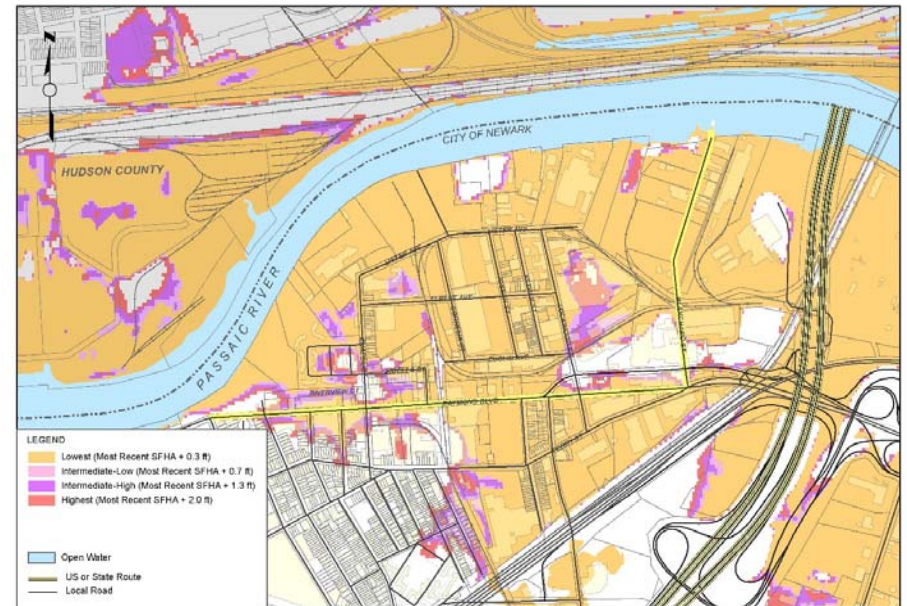 N
CITY OF NEWARK
HUDSON COUNTY
PASSAIC RIVER
RAYMOND BLVD
LEGEND
Lowest (Most Recent SFHA + 0.3 ft)
Intermediate-Low (Most Recent SFHA + 0.7 ft)
Intermediate-High (Most Recent SFHA + 1.3 ft)
Highest (Most Recent SFHA + 2.0 ft)
Open Water
US or State Route
Local Road